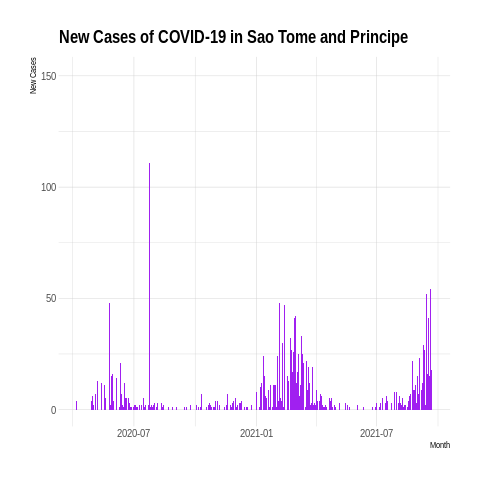 New Cases of COVID-19 in Sao Tome and Principe
New Cases
150
100
50
0
2020-07
2021-01
2021-07
Month